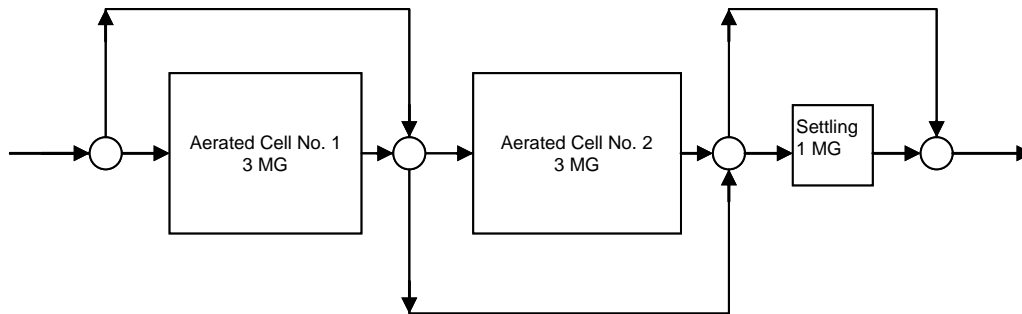 Aerated Cell No. 1
3 MG
Aerated Cell No. 2
3 MG
Settling
1 MG